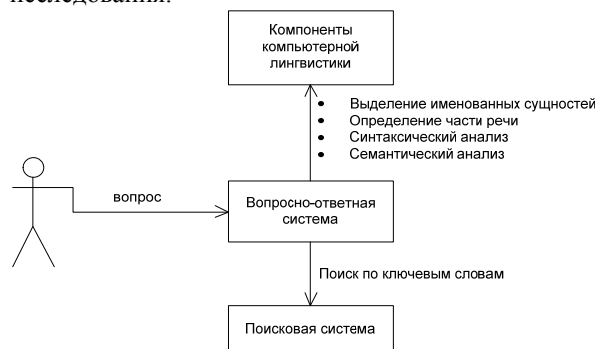 исследования.
Компоненты
компьютерной
лингвистики
• Выделение именованных сущностей
• Определение части речи
• Синтаксический анализ
• Семантический анализ
вопрос
Вопросно-ответная
система
Поиск по ключевым словам
Поисковая система